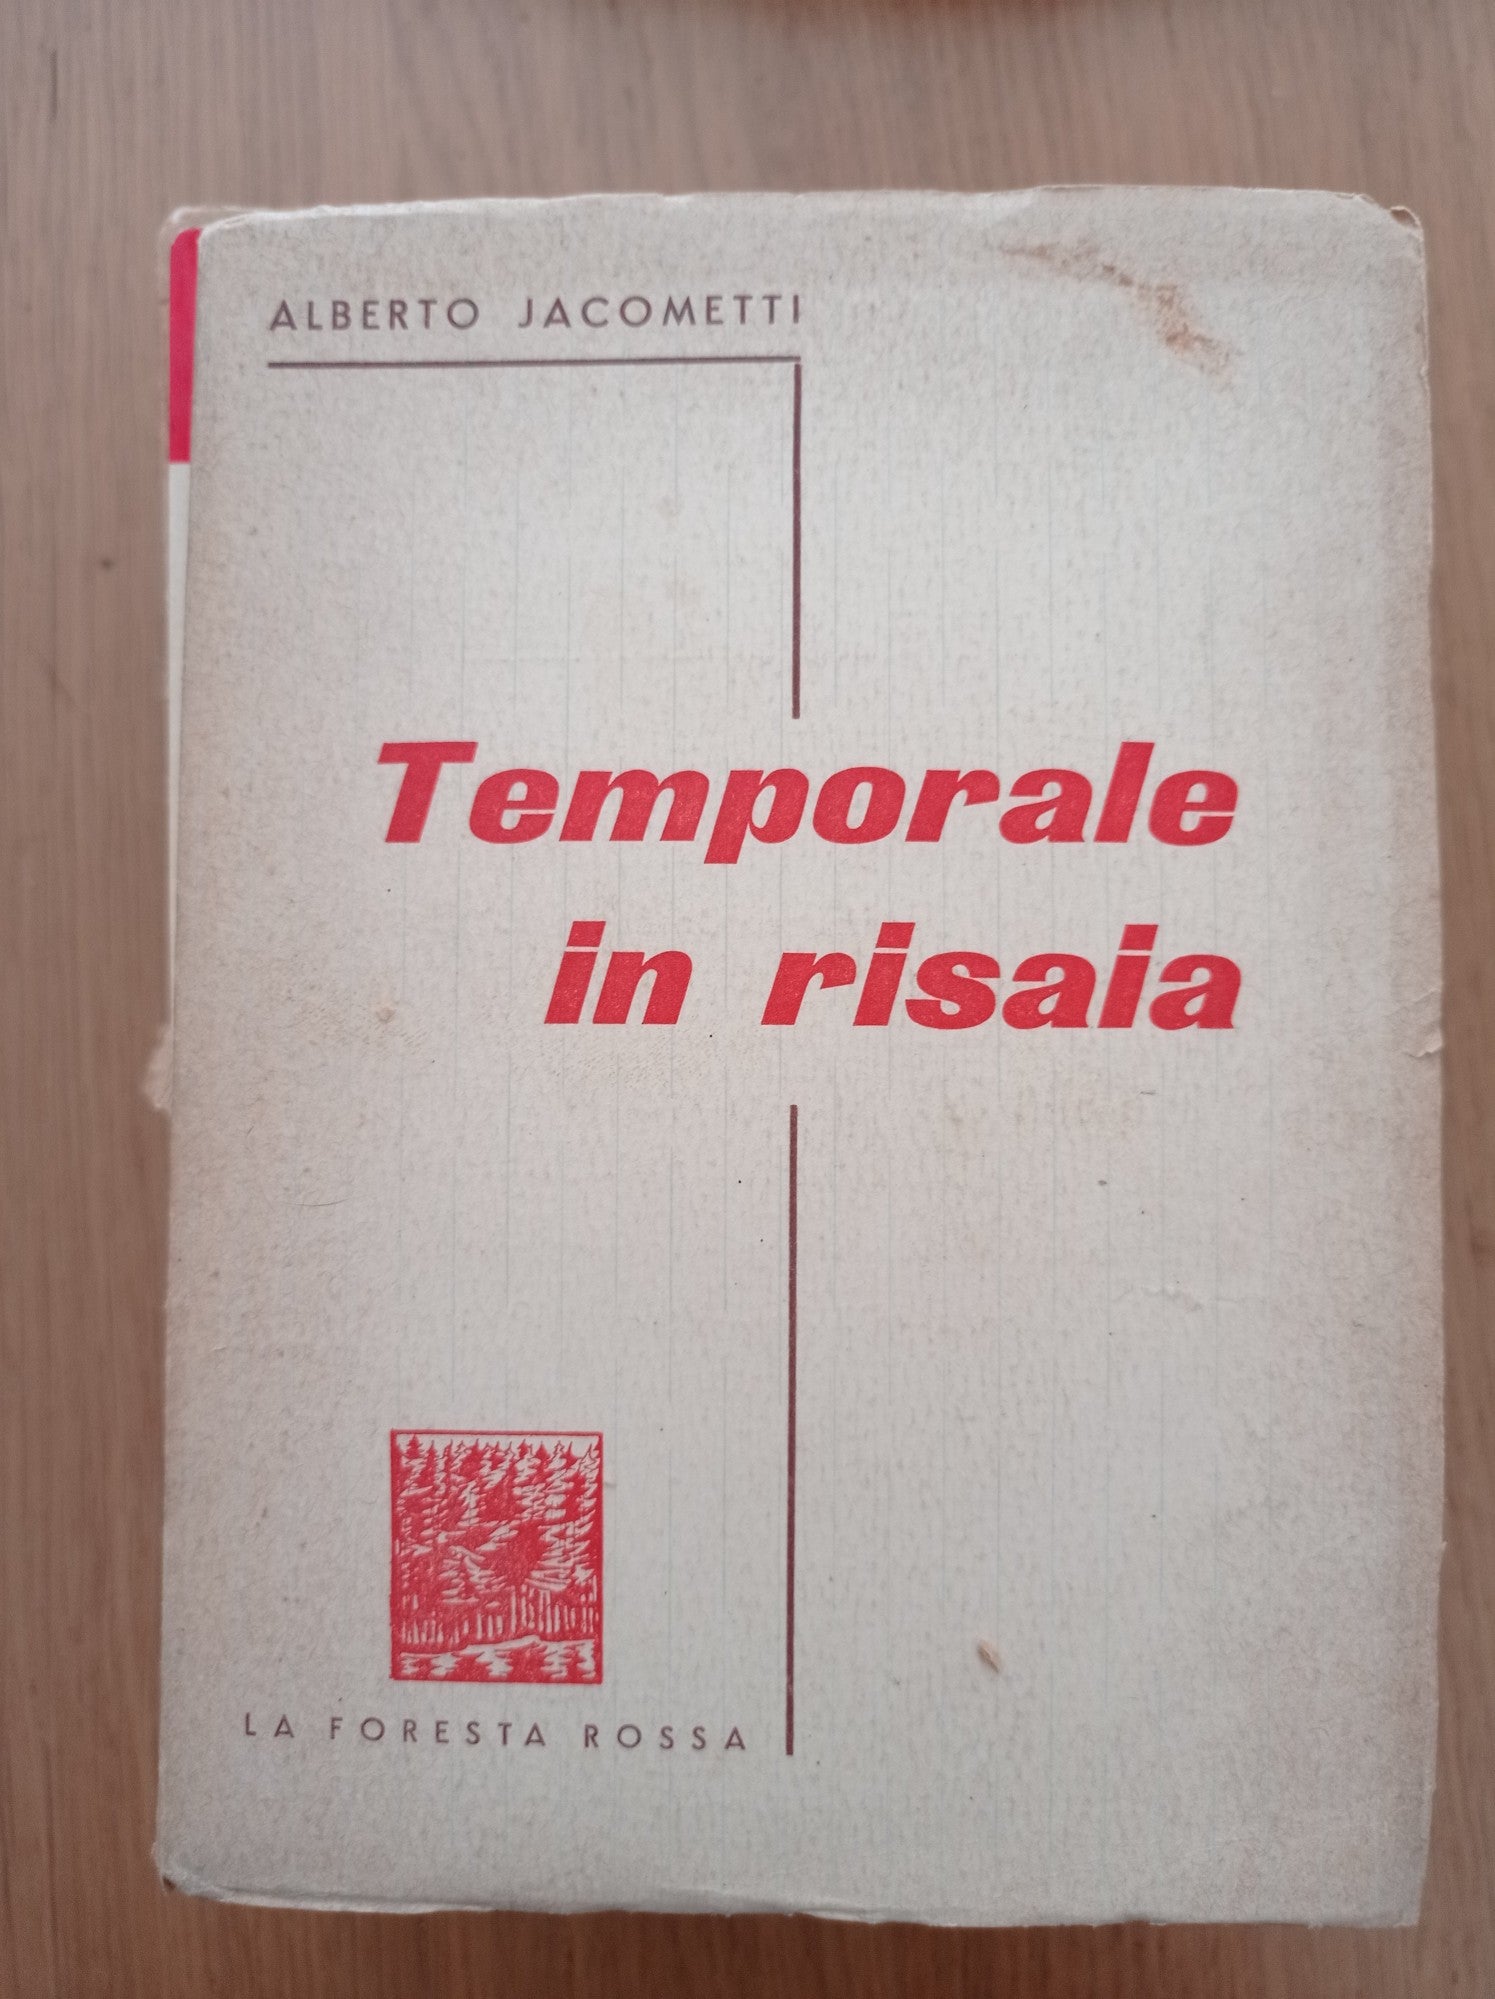 ALBERTO JACOMETTI
Temporale
in risaia
LA FORESTA ROSSA